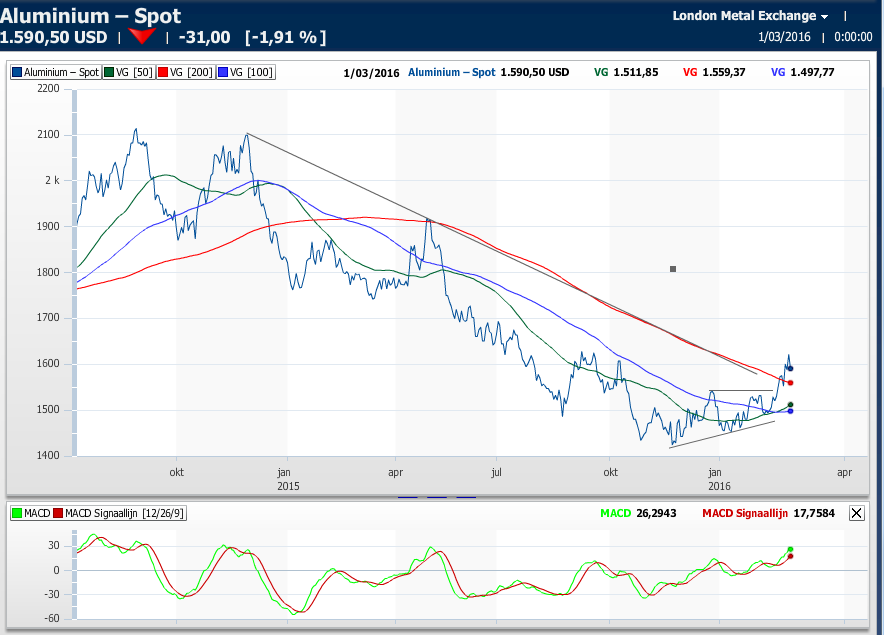 Aluminium – Spot
London Metal Exchange
1.590,50 USD | | -31,00 [-1,91 %]
1/03/2016 | 0:00:00
Aluminium – Spot VG [50] VG [200] VG [100]
1/03/2016 Aluminium – Spot 1.590,50 USD VG 1.511,85 VG 1.559,37 VG 1.497,77
2200
2100
2 k
1900
1800
1700
1600
1500
1400
okt jan apr jul okt jan apr
2015 2016
MACD MACD Signaallijn [12/26/9]
MACD 26,2943 MACD Signaallijn 17,7584
30
0
-30
-60